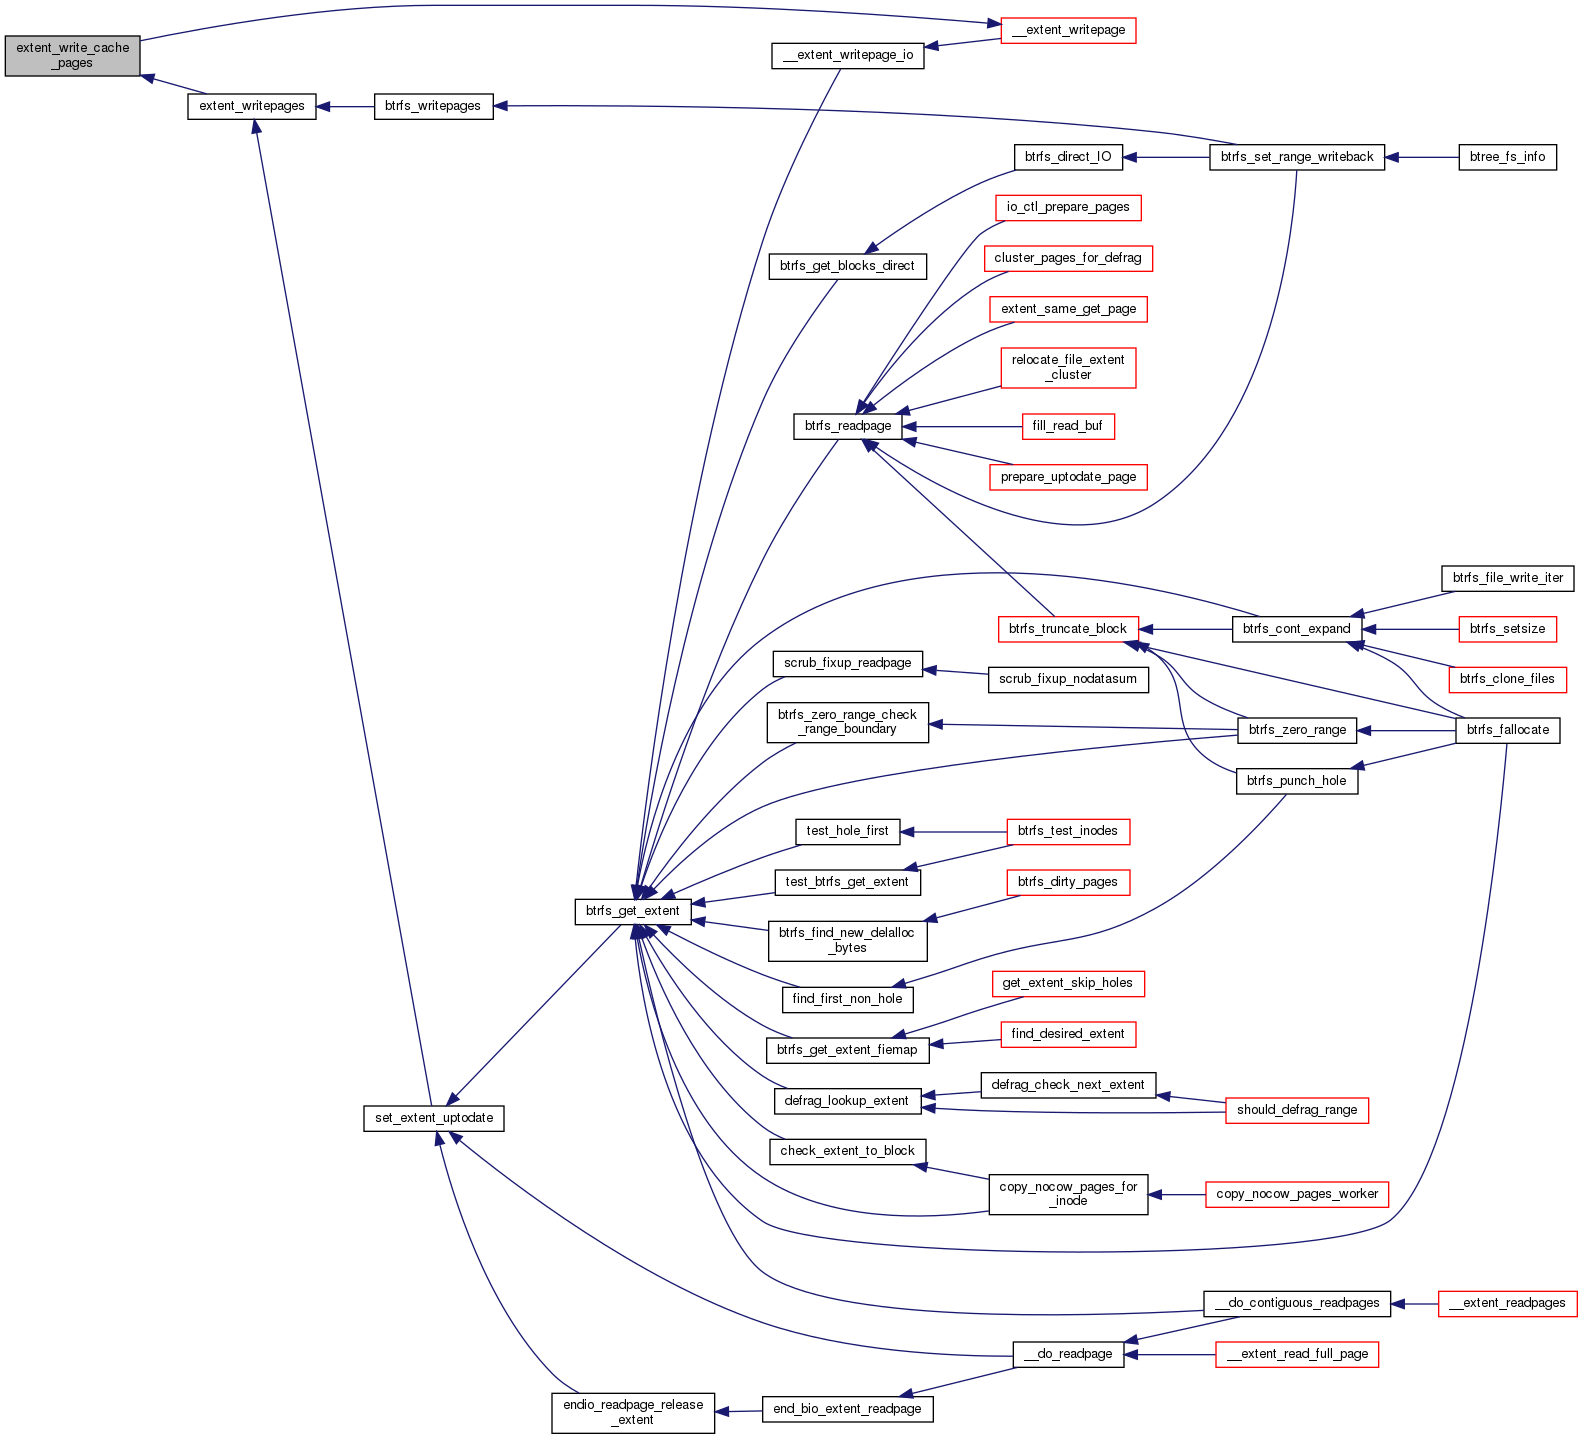 extent_write_cache
_pages
__extent_writepage
__extent_writepage_io
extent_writepages
btrfs_writepages
btrfs_direct_IO
btrfs_set_range_writeback
btree_fs_info
io_ctl_prepare_pages
cluster_pages_for_defrag
btrfs_get_blocks_direct
extent_same_get_page
relocate_file_extent
_cluster
btrfs_readpage
fill_read_buf
prepare_uptodate_page
btrfs_file_write_iter
btrfs_truncate_block
btrfs_cont_expand
btrfs_setsize
scrub_fixup_readpage
scrub_fixup_nodatasum
btrfs_clone_files
btrfs_zero_range_check
_range_boundary
btrfs_zero_range
btrfs_fallocate
btrfs_punch_hole
test_hole_first
btrfs_test_inodes
test_btrfs_get_extent
btrfs_dirty_pages
btrfs_get_extent
btrfs_find_new_delalloc
_bytes
get_extent_skip_holes
find_first_non_hole
find_desired_extent
btrfs_get_extent_fiemap
defrag_check_next_extent
defrag_lookup_extent
should_defrag_range
set_extent_uptodate
check_extent_to_block
copy_nocow_pages_for
_inode
copy_nocow_pages_worker
__do_contiguous_readpages
__extent_readpages
__do_readpage
__extent_read_full_page
endio_readpage_release
_extent
end_bio_extent_readpage